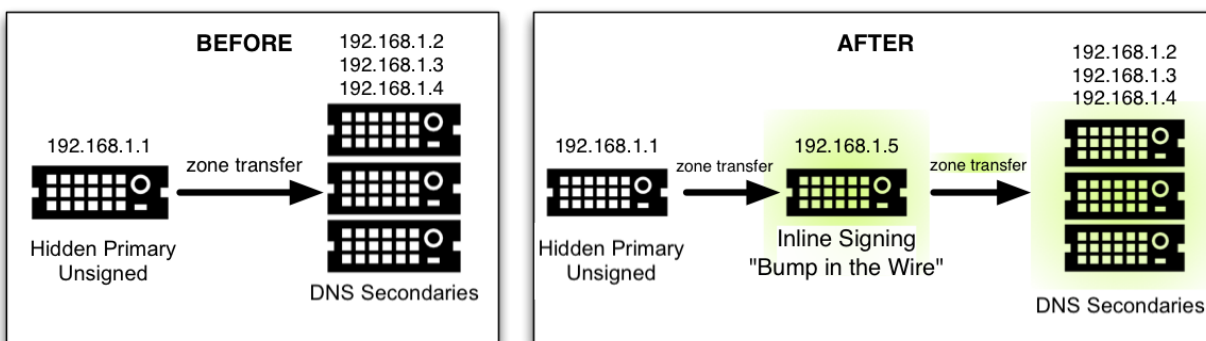 BEFORE
192.168.1.2
192.168.1.3
192.168.1.4
192.168.1.1
zone transfer
Hidden Primary
Unsigned
DNS Secondaries
AFTER
192.168.1.2
192.168.1.3
192.168.1.4
192.168.1.1
zone transfer
192.168.1.5
zone transfer
Hidden Primary
Unsigned
Inline Signing
"Bump in the Wire"
DNS Secondaries